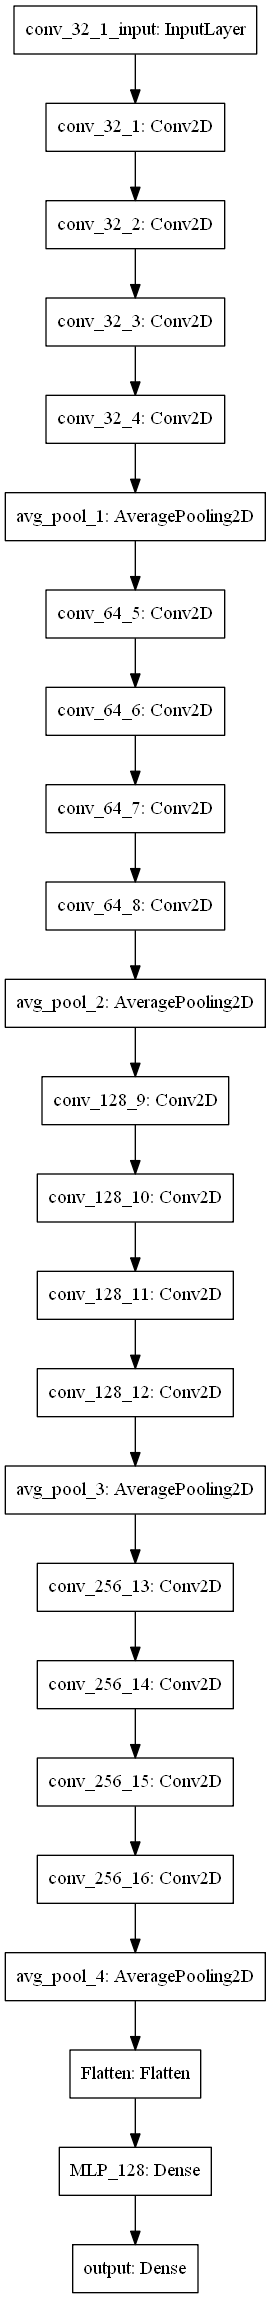 conv_32_1_input: InputLayer
conv_32_1: Conv2D
conv_32_2: Conv2D
conv_32_3: Conv2D
conv_32_4: Conv2D
avg_pool_1: AveragePooling2D
conv_64_5: Conv2D
conv_64_6: Conv2D
conv_64_7: Conv2D
conv_64_8: Conv2D
avg_pool_2: AveragePooling2D
conv_128_9: Conv2D
conv_128_10: Conv2D
conv_128_11: Conv2D
conv_128_12: Conv2D
avg_pool_3: AveragePooling2D
conv_256_13: Conv2D
conv_256_14: Conv2D
conv_256_15: Conv2D
conv_256_16: Conv2D
avg_pool_4: AveragePooling2D
Flatten: Flatten
MLP_128: Dense
output: Dense